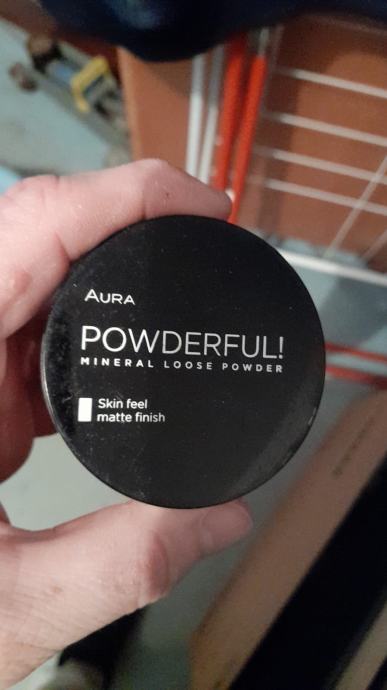 AURA
POWDERFUL!
MINERAL LOOSE POWDER
Skin feel
matte finish